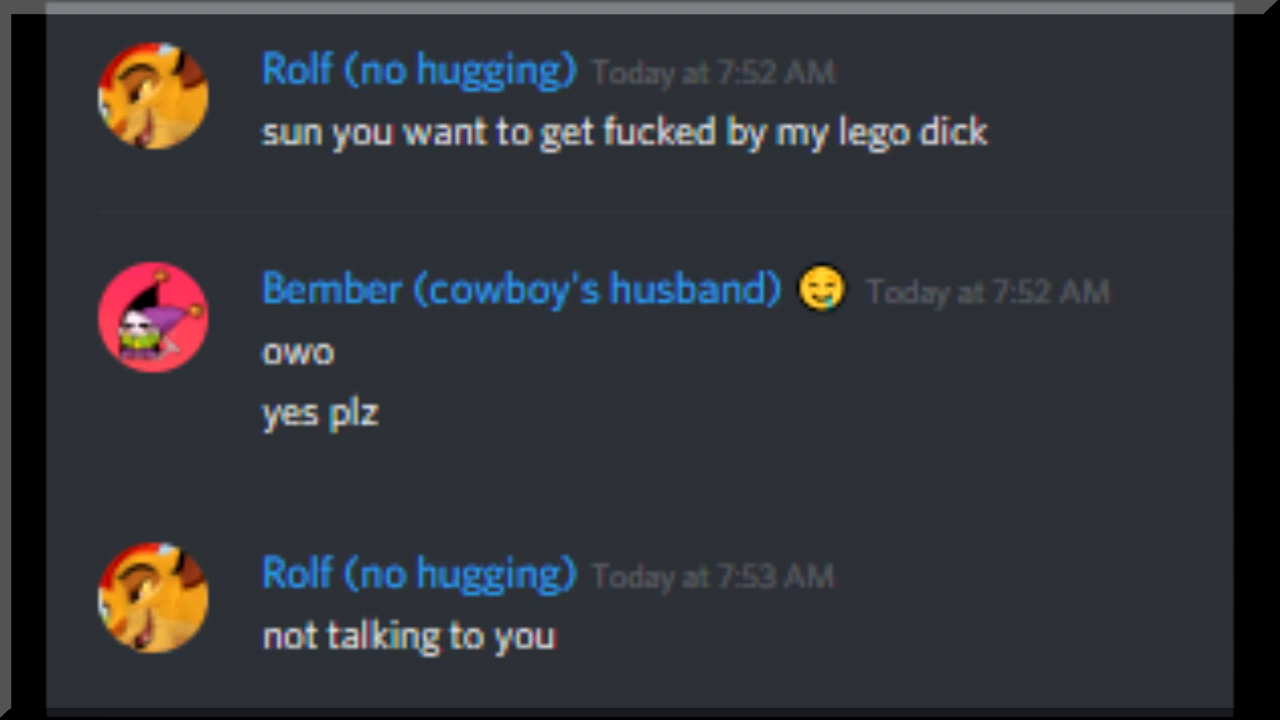 Rolf (no hugging) Today at 7:52 AM
sun you want to get fucked by my lego dick
Bember (cowboy's husband) 🤤 Today at 7:52 AM
owo
yes plz
Rolf (no hugging) Today at 7:53 AM
not talking to you